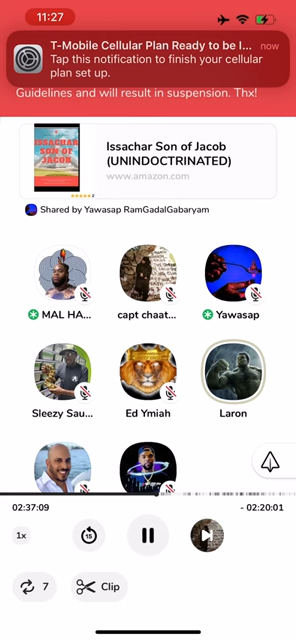 11:27
T-Mobile Cellular Plan Ready to be I... now
Tap this notification to finish your cellular
plan set up.
Guidelines and will result in suspension. Thx!
ISSACHAR
SON OF
JACOB
Issachar Son of Jacob
(UNINDOCTRINATED)
www.amazon.com
Shared by Yawasap RamGadalGabaryam
MAL HA... capt chaat... Yawasap
Sleezy Sau... Ed Ymiah Laron
02:37:09 - 02:20:01
1x 15
7 Clip